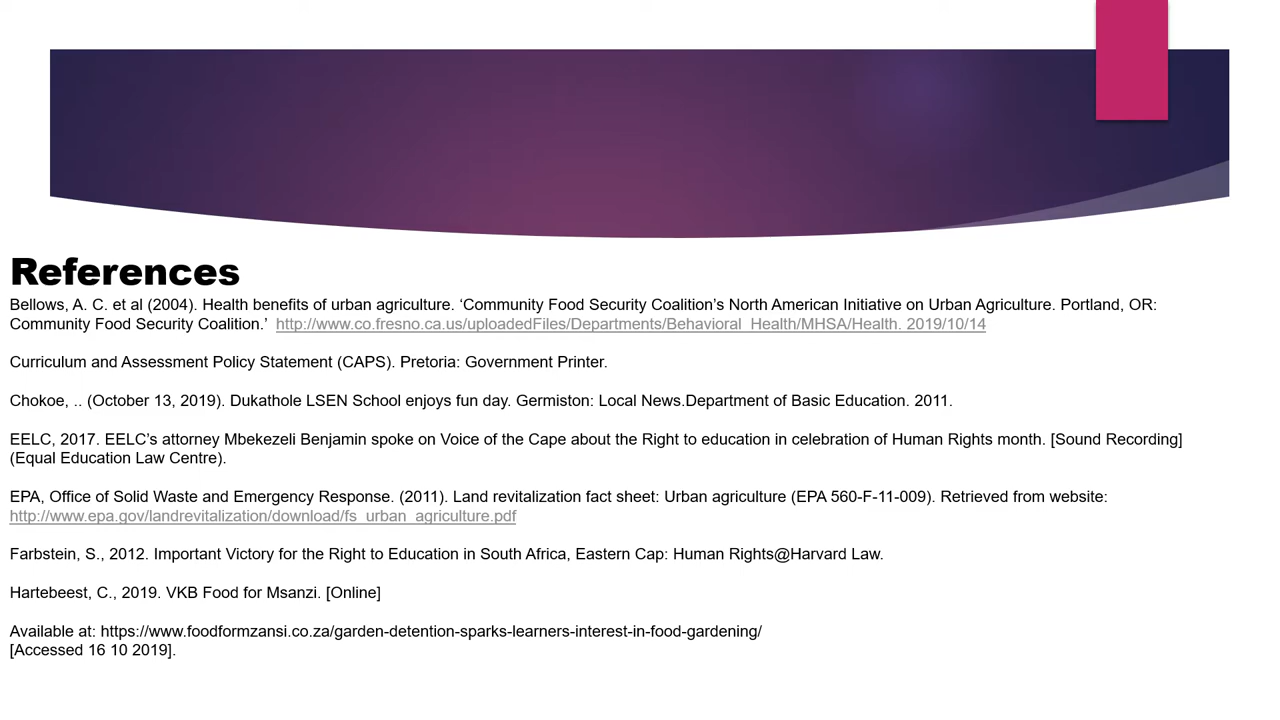 References
Bellows, A. C. et al (2004). Health benefits of urban agriculture. ‘Community Food Security Coalition’s North American Initiative on Urban Agriculture. Portland, OR:
Community Food Security Coalition.’ http://www.co.fresno.ca.us/uploadedFiles/Departments/Behavioral_Health/MHSA/Health. 2019/10/14
Curriculum and Assessment Policy Statement (CAPS). Pretoria: Government Printer.
Chokoe, .. (October 13, 2019). Dukathole LSEN School enjoys fun day. Germiston: Local News.Department of Basic Education. 2011.
EELC, 2017. EELC’s attorney Mbekezeli Benjamin spoke on Voice of the Cape about the Right to education in celebration of Human Rights month. [Sound Recording]
(Equal Education Law Centre).
EPA, Office of Solid Waste and Emergency Response. (2011). Land revitalization fact sheet: Urban agriculture (EPA 560-F-11-009). Retrieved from website:
http://www.epa.gov/landrevitalization/download/fs_urban_agriculture.pdf
Farbstein, S., 2012. Important Victory for the Right to Education in South Africa, Eastern Cap: Human Rights@Harvard Law.
Hartebeest, C., 2019. VKB Food for Msanzi. [Online]
Available at: https://www.foodformzansi.co.za/garden-detention-sparks-learners-interest-in-food-gardening/
[Accessed 16 10 2019].